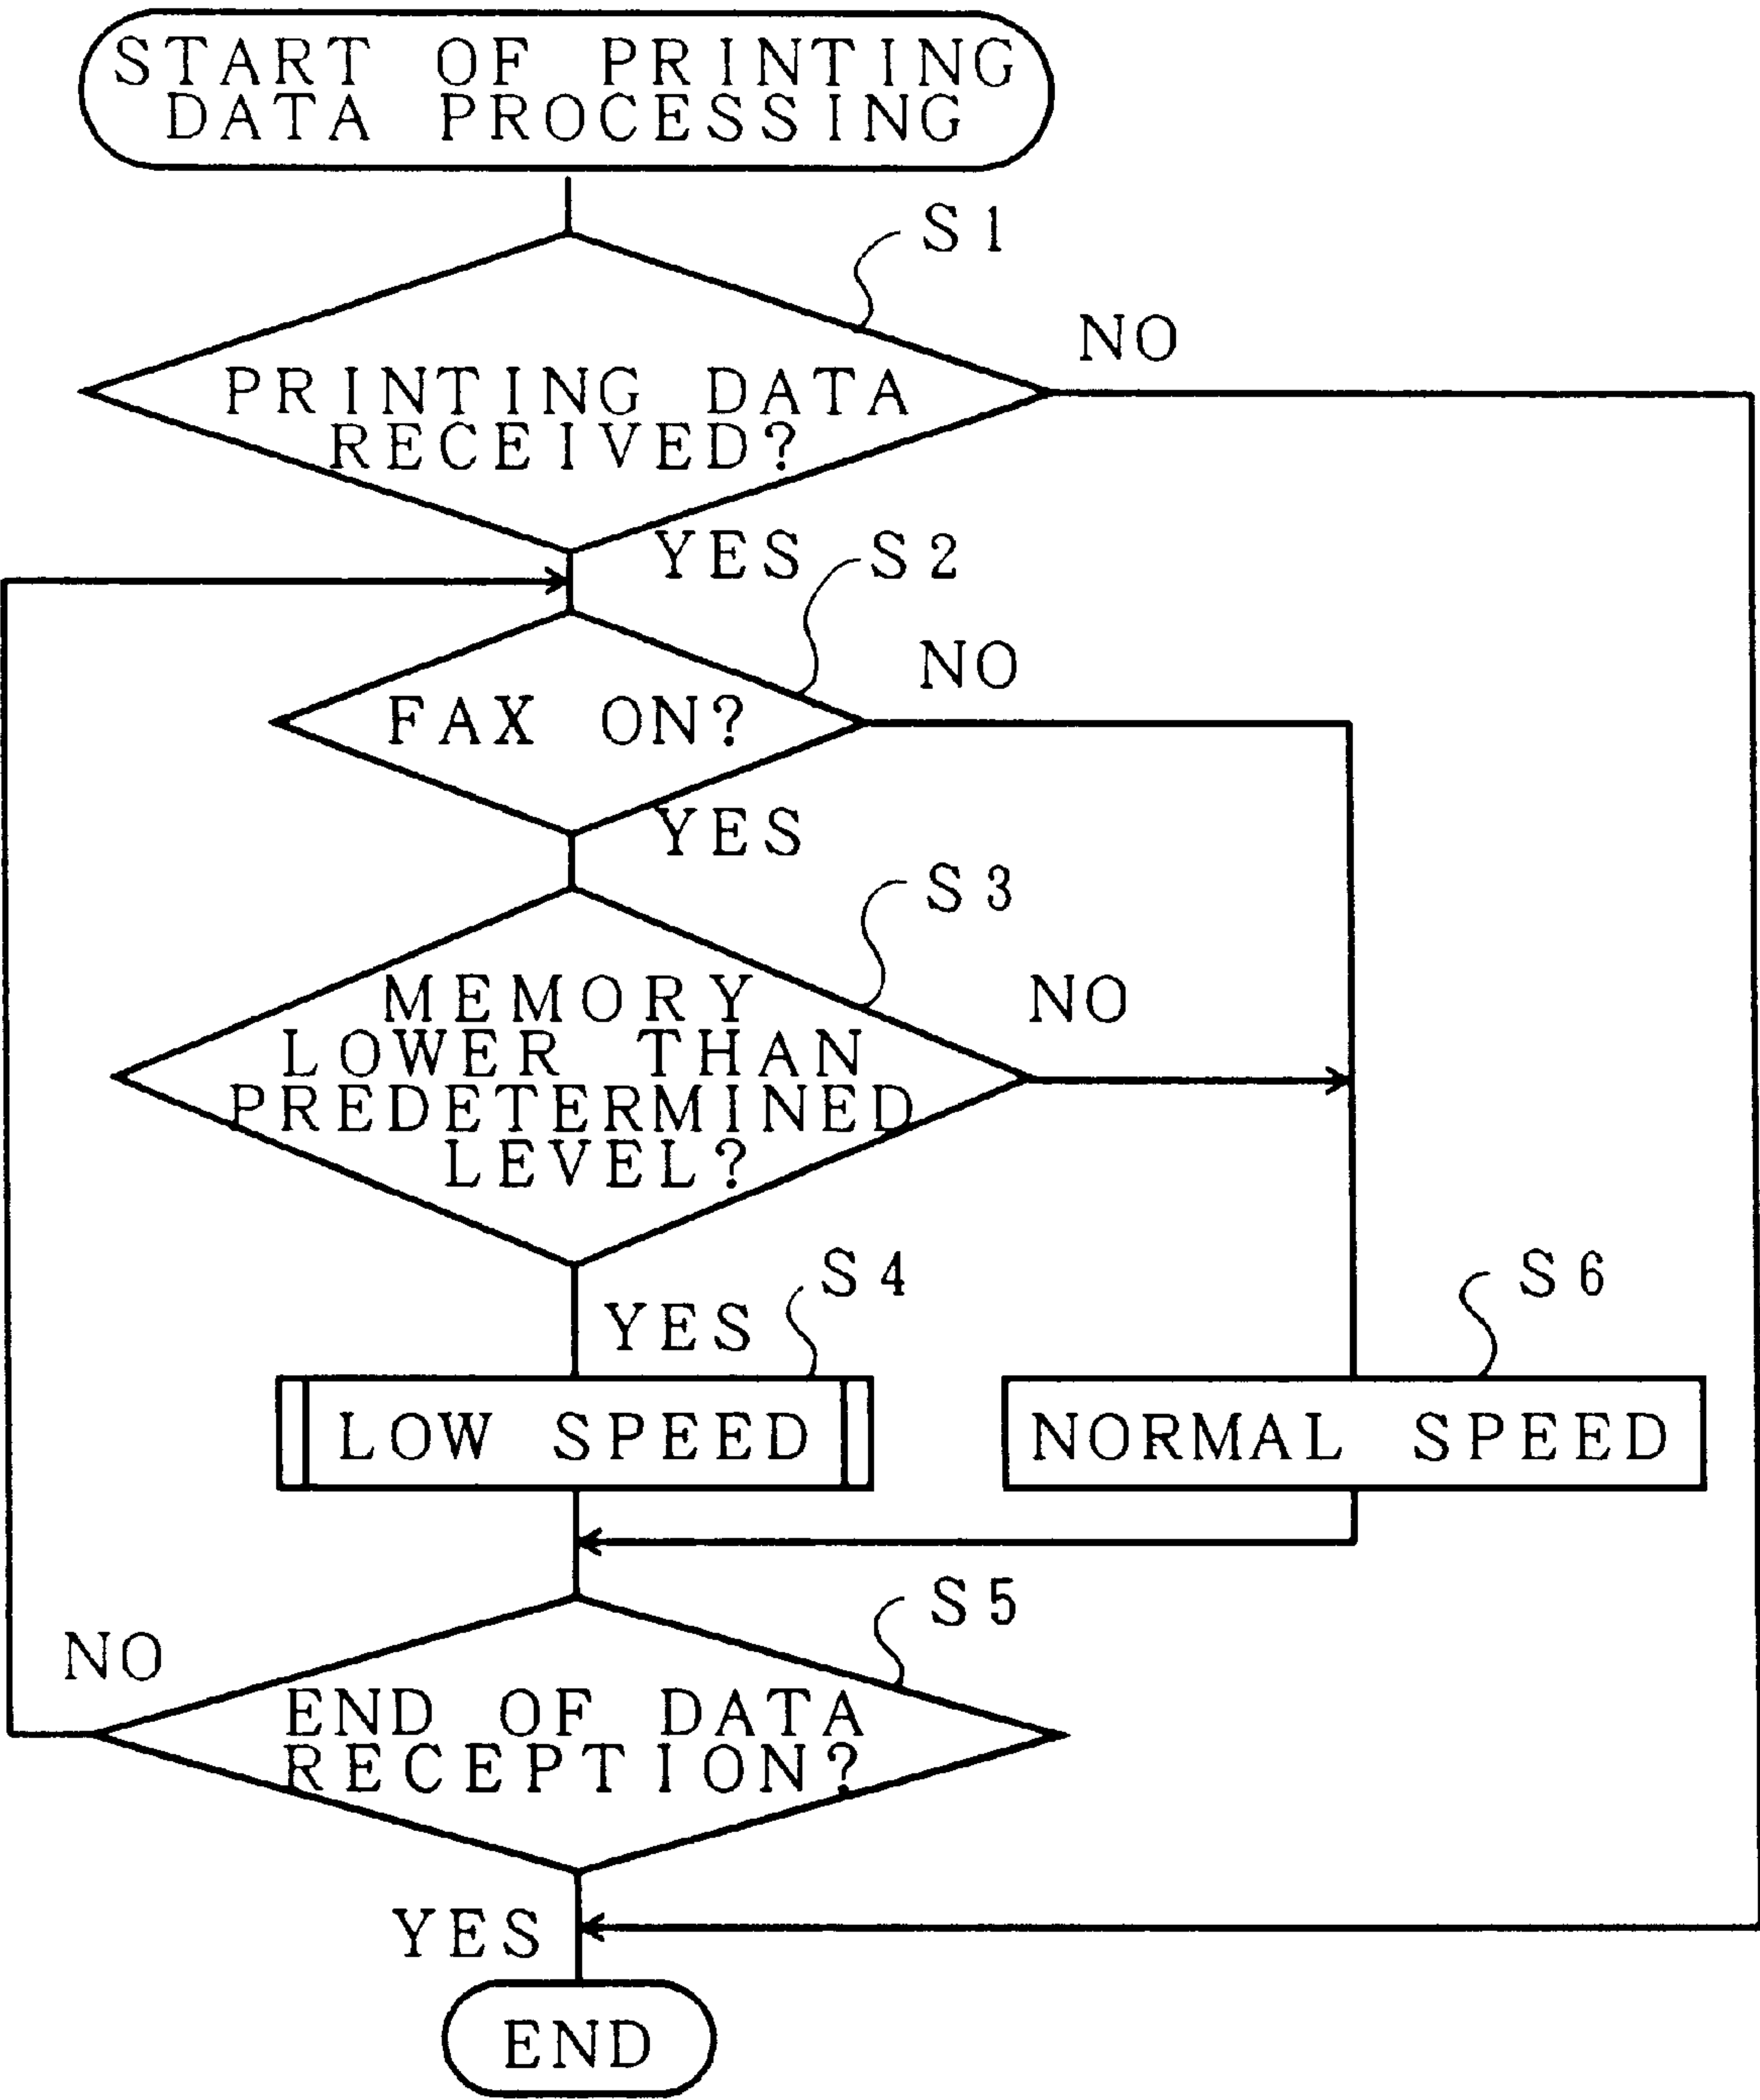 START OF PRINTING
DATA PROCESSING
S1
NO
PRINTING DATA
RECEIVED?
YES
S2
NO
FAX ON?
YES
S3
NO
MEMORY
LOWER THAN
PREDETERMINED
LEVEL?
S4
YES
S6
LOW SPEED
NORMAL SPEED
S5
NO
END OF DATA
RECEPTION?
YES
END